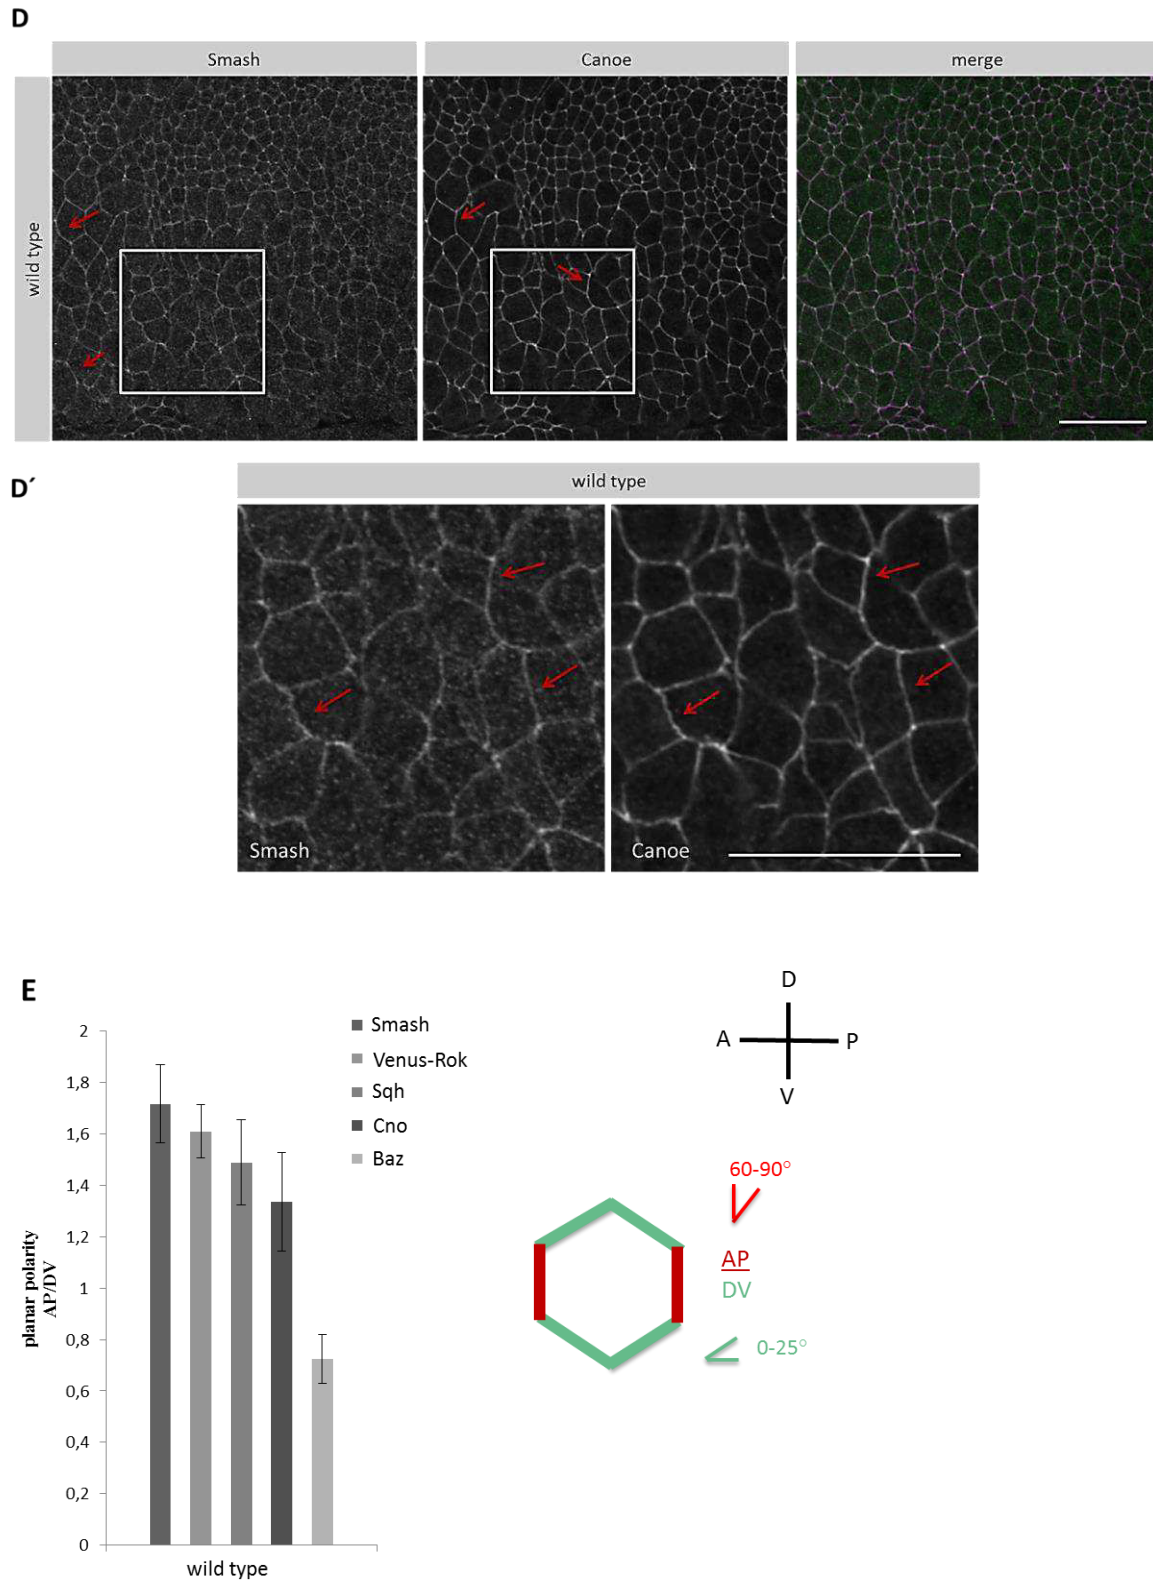 D
Smash Canoe merge
wild type
D´
wild type
Smash
Canoe
E
Smash
Venus-Rok
Sqh
Cno
Baz
2
1,8
1,6
1,4
1,2
1
0,8
0,6
0,4
0,2
0
planar polarity
AP/DV
wild type
D
A P
V
60-90°
AP
DV
0-25°